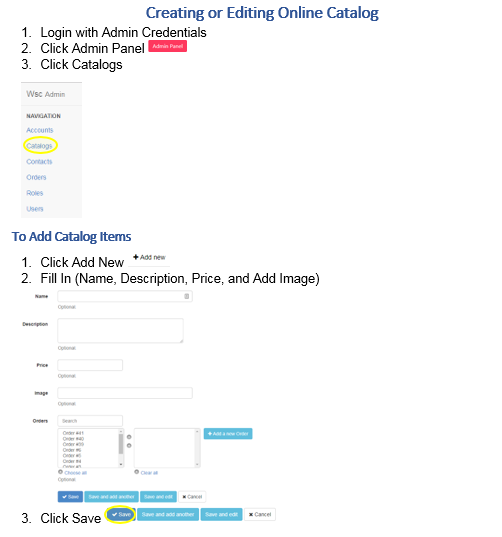 Creating or Editing Online Catalog
1. Login with Admin Credentials
2. Click Admin Panel Admin Panel
3. Click Catalogs
Wsc Admin
NAVIGATION
Accounts
Catalogs
Contacts
Orders
Roles
Users
To Add Catalog Items
1. Click Add New + Add new
2. Fill In (Name, Description, Price, and Add Image)
Name
Optional
Description
Optional
Price
Optional
Image
Optional
Orders Search
Order #41
Order #40
Order #39
Order #6
Order #5
Order #4
+ Add a new Order
Choose all Clear all
Optional
Save Save and add another Save and edit Cancel
3. Click Save Save Save and add another Save and edit Cancel